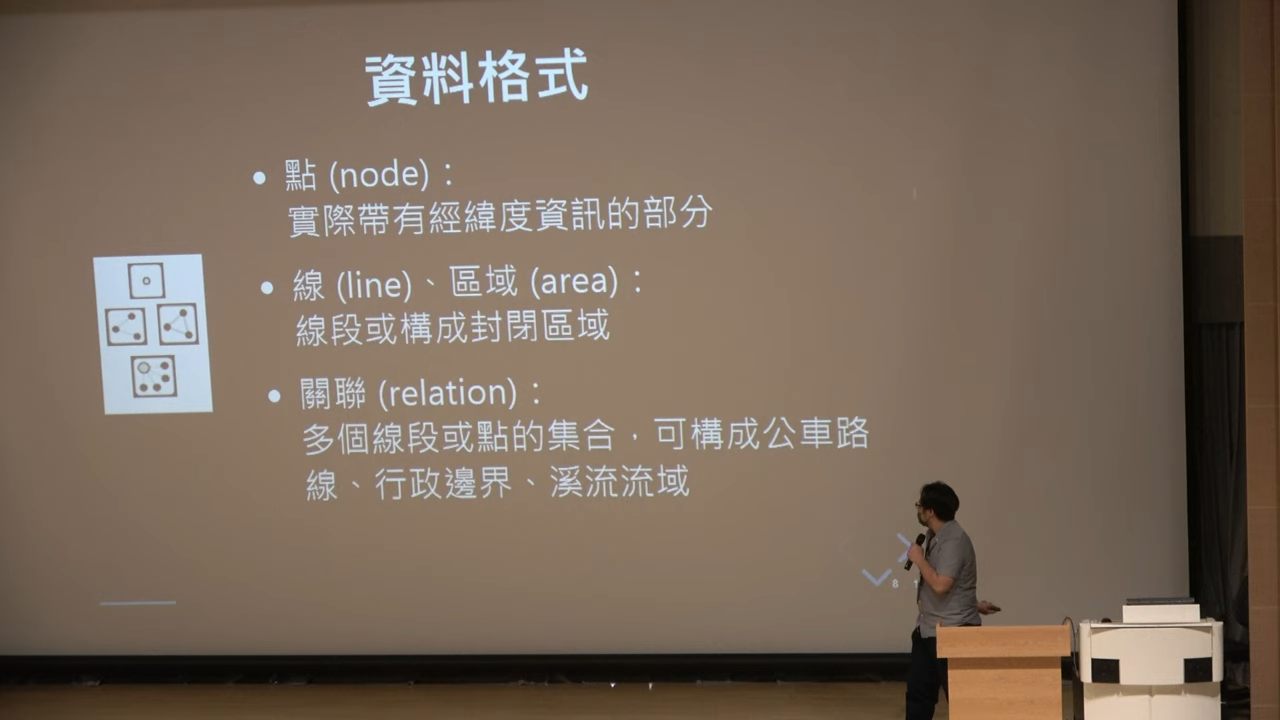 資料格式
• 點 (node)：
實際帶有經緯度資訊的部分
• 線 (line)、區域 (area)：
線段或構成封閉區域
• 關聯 (relation)：
多個線段或點的集合，可構成公車路
線、行政邊界、溪流流域
8